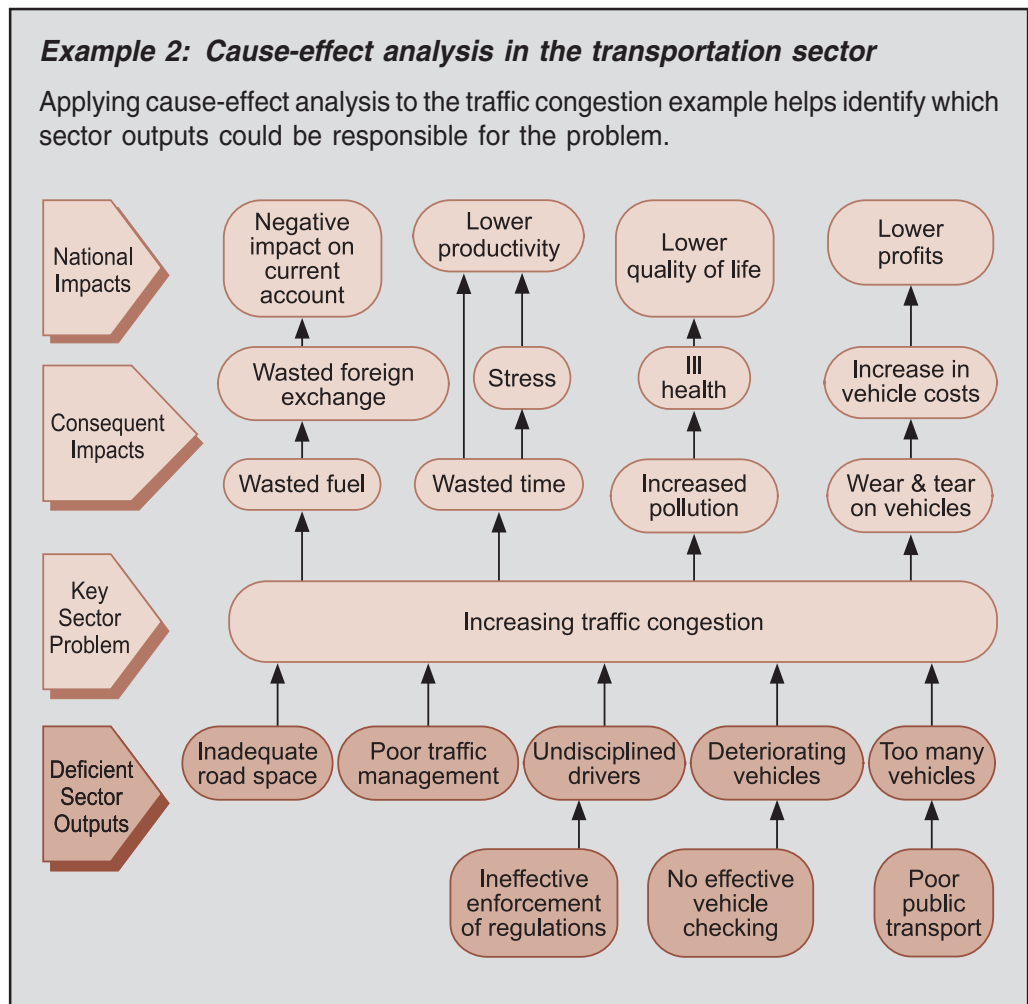 Example 2: Cause-effect analysis in the transportation sector
Applying cause-effect analysis to the traffic congestion example helps identify which
sector outputs could be responsible for the problem.
National
Impacts
Negative
impact on
current
account
Lower
productivity
Lower
quality of life
Lower
profits
Consequent
Impacts
Wasted foreign
exchange
Stress
Ill
health
Increase in
vehicle costs
Wasted fuel
Wasted time
Increased
pollution
Wear & tear
on vehicles
Key
Sector
Problem
Increasing traffic congestion
Deficient
Sector
Outputs
Inadequate
road space
Poor traffic
management
Undisciplined
drivers
Deteriorating
vehicles
Too many
vehicles
Ineffective
enforcement
of regulations
No effective
vehicle
checking
Poor
public
transport